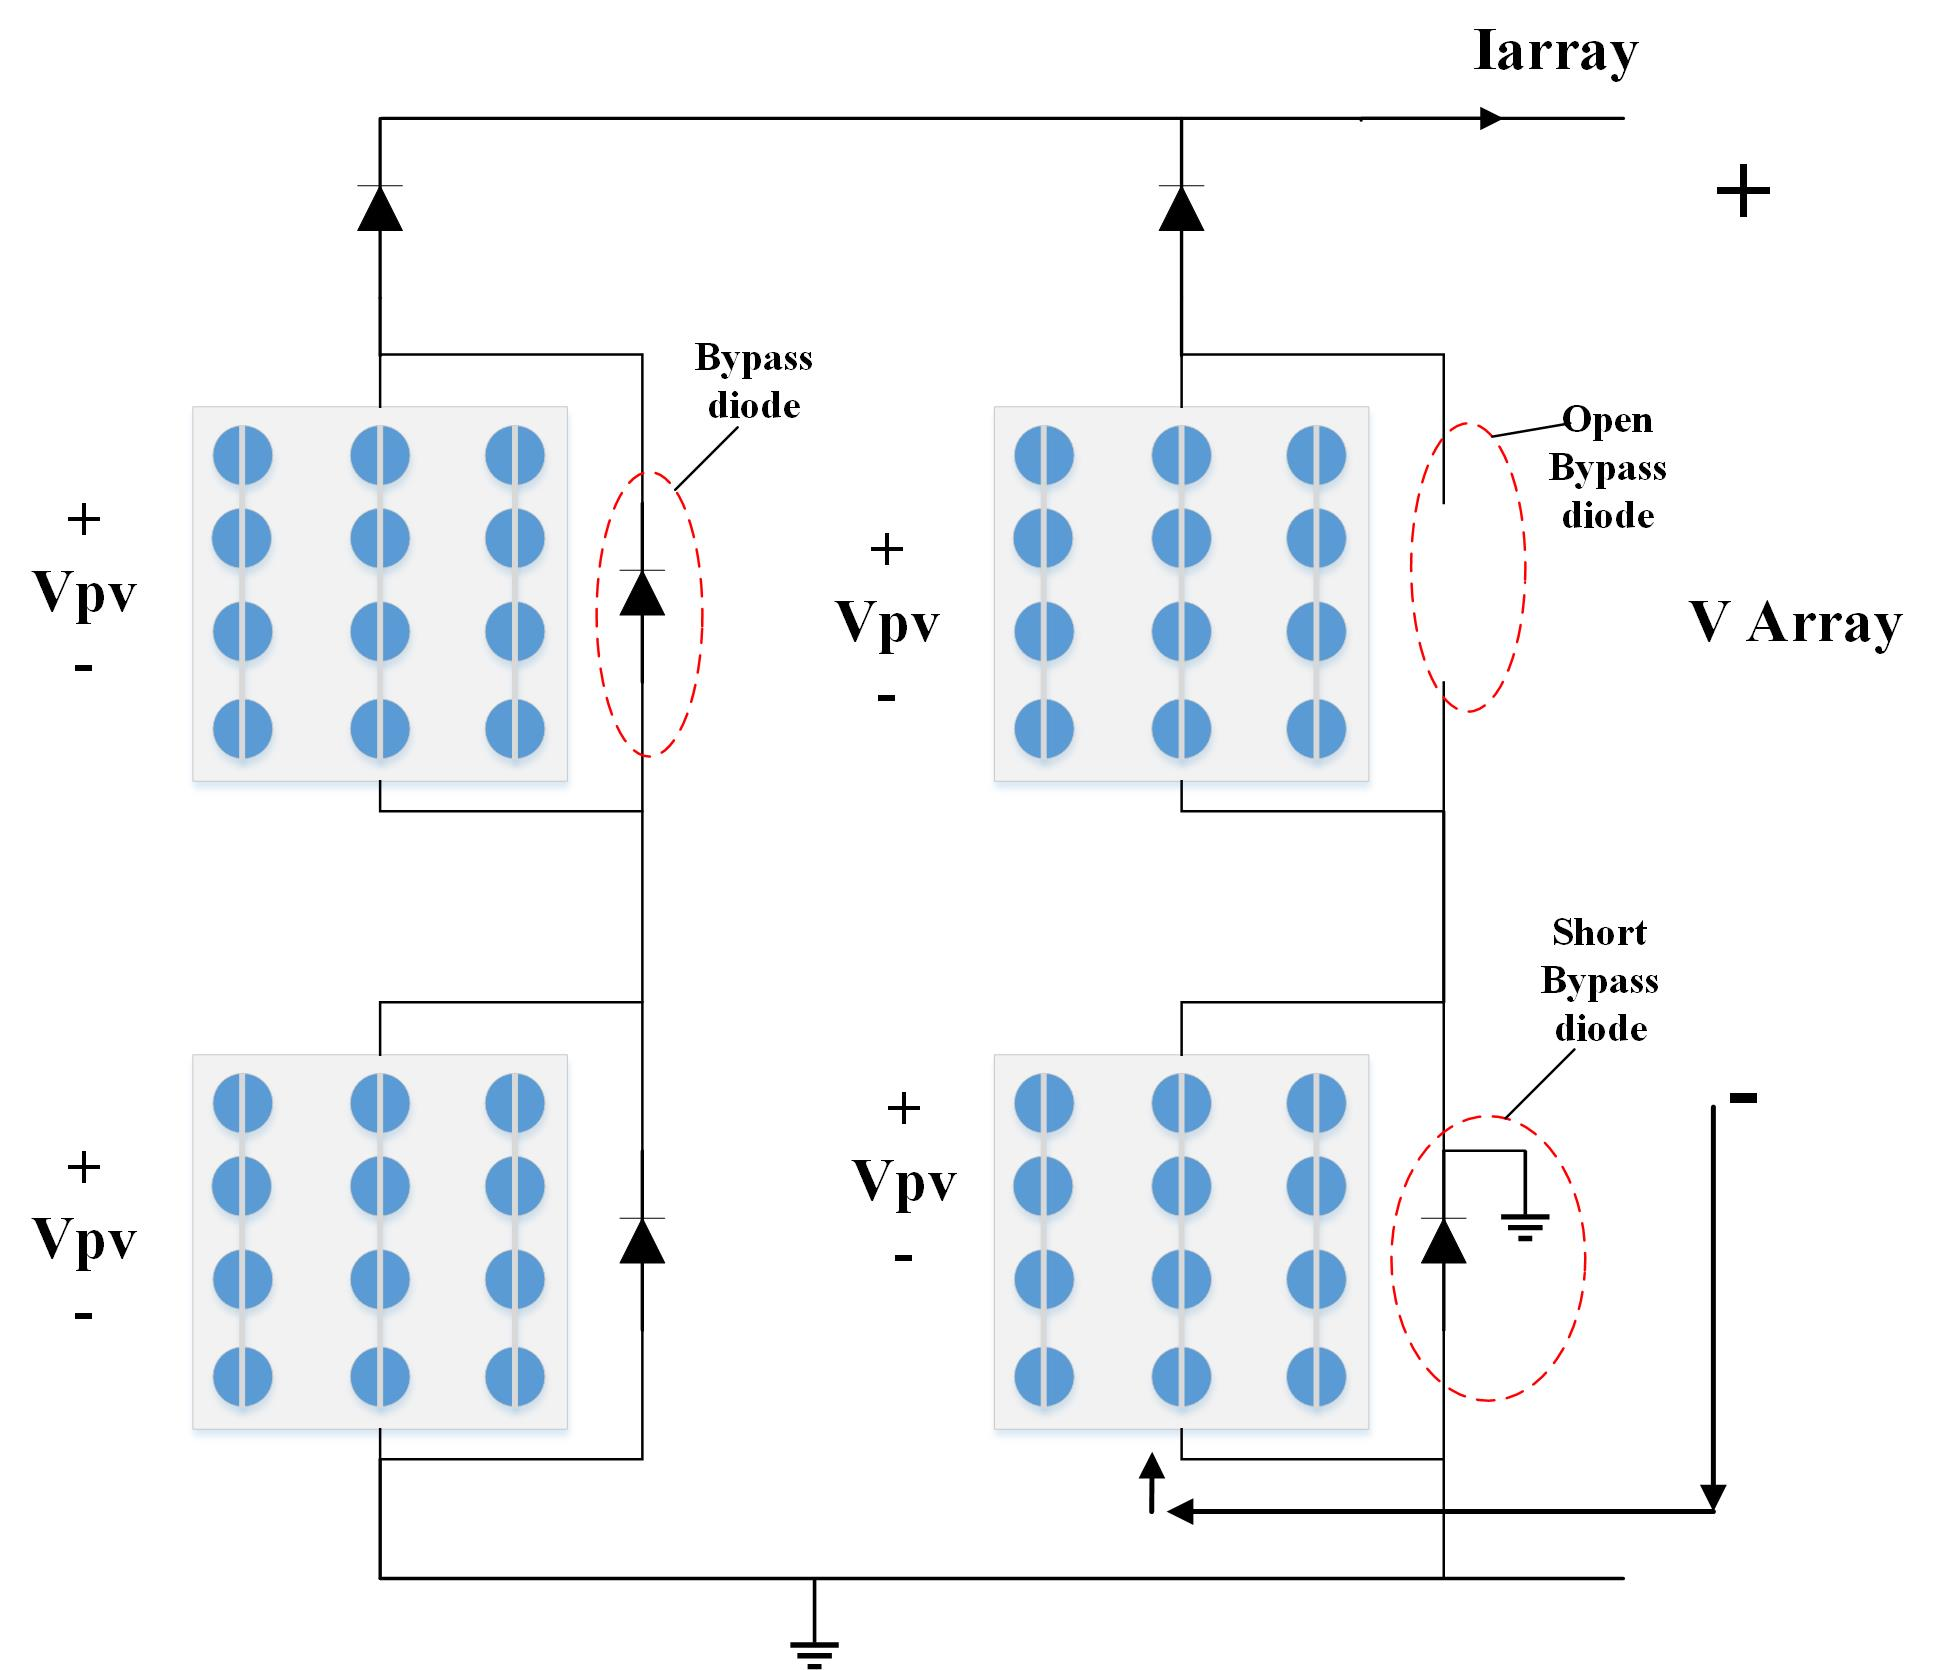 Iarray
+
Bypass
diode
Open
Bypass
diode
+
Vpv
-
+
Vpv
-
V Array
Short
Bypass
diode
-
+
Vpv
-
+
Vpv
-